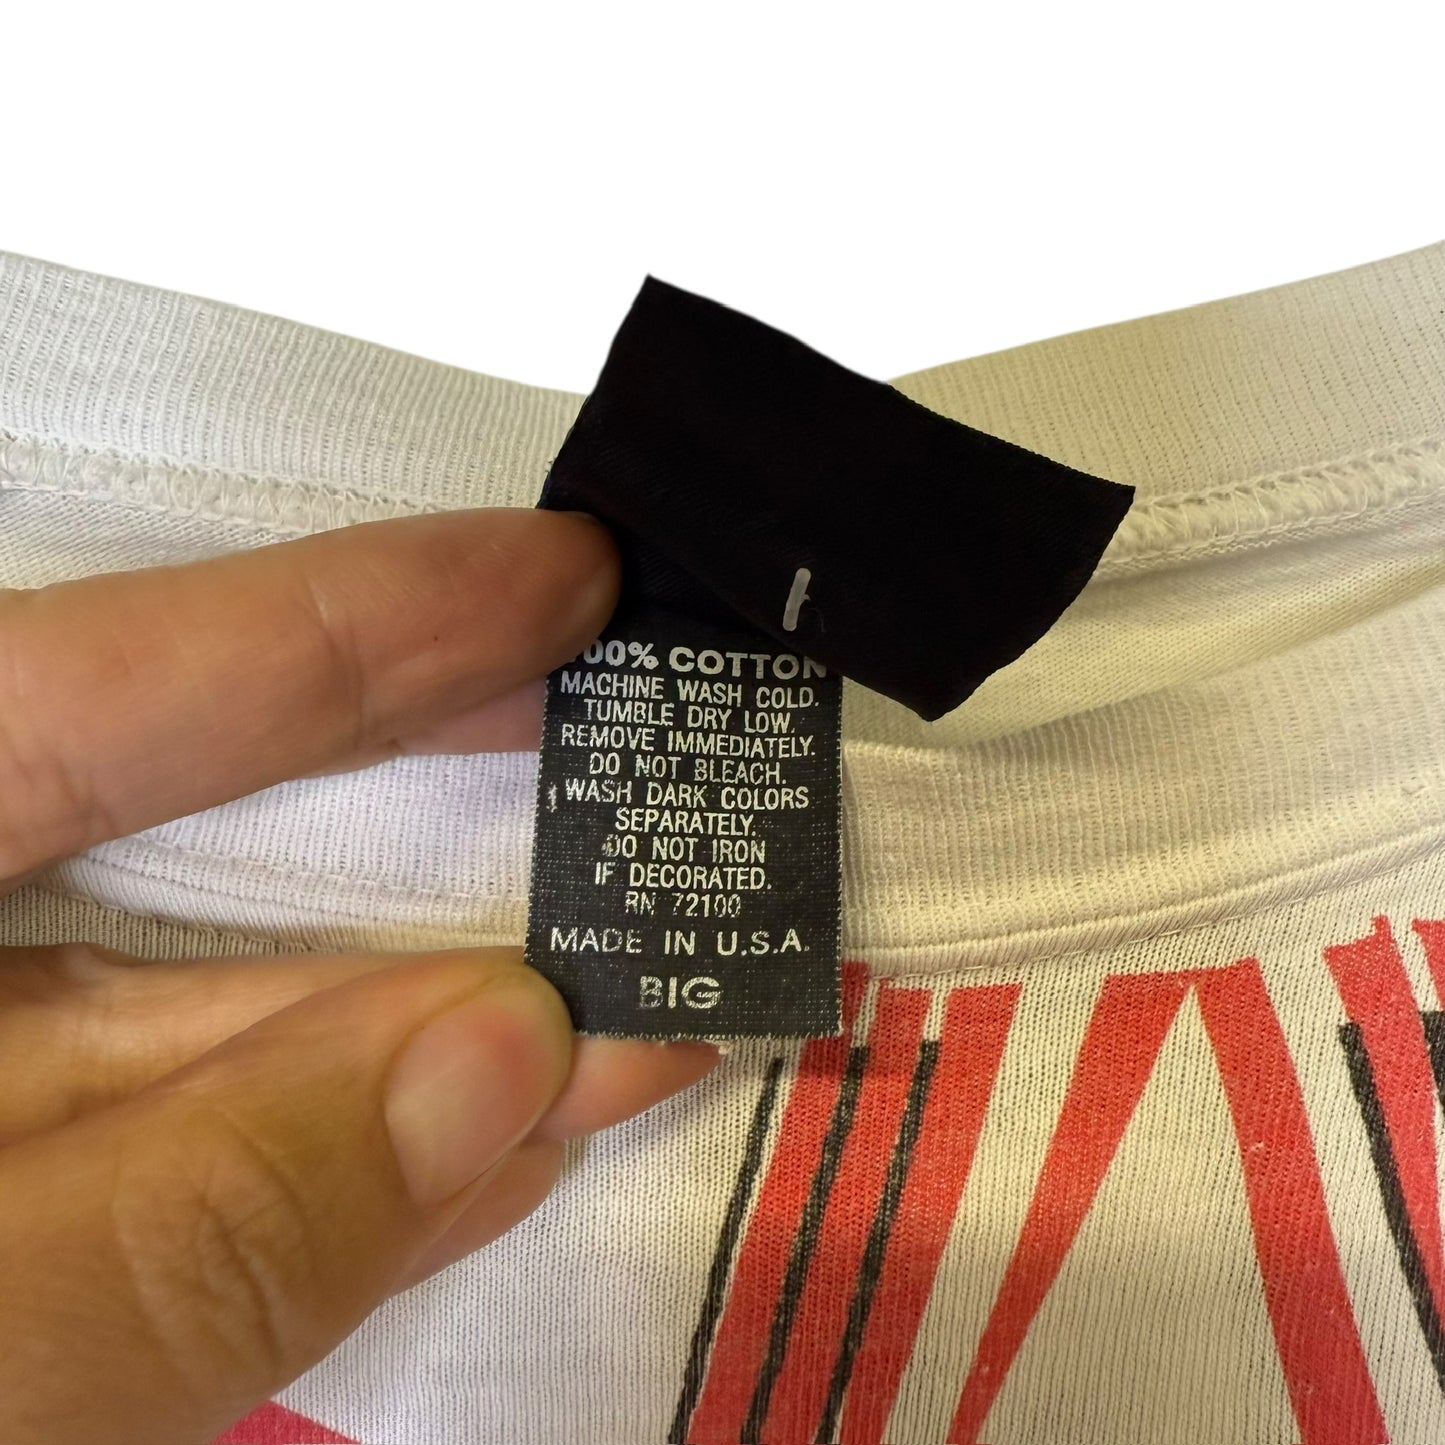 100% COTTON
MACHINE WASH COLD.
TUMBLE DRY LOW.
REMOVE IMMEDIATELY.
DO NOT BLEACH.
WASH DARK COLORS
SEPARATELY.
DO NOT IRON
IF DECORATED.
RN 72100
MADE IN U.S.A.
BIG